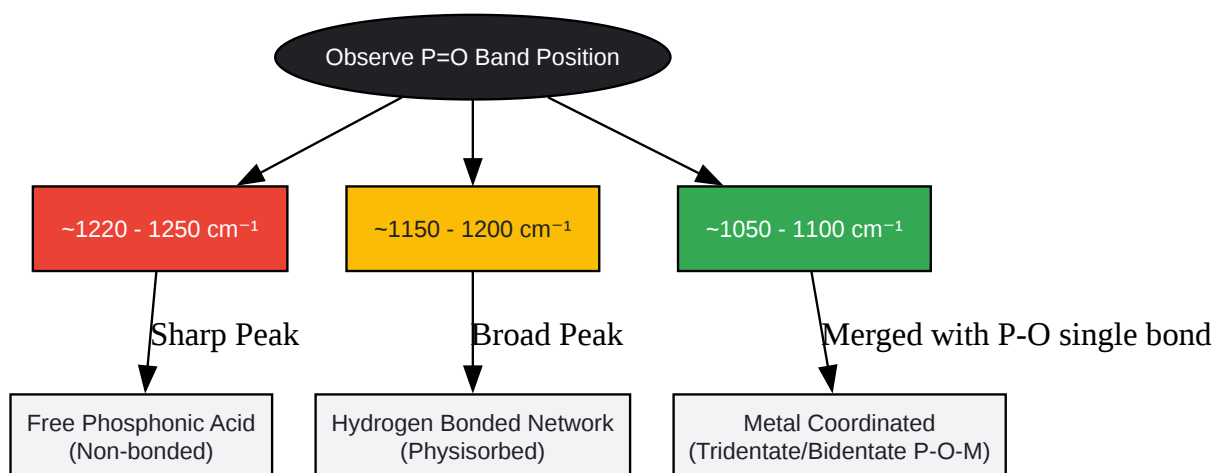 Observe P=O Band Position
~1220 - 1250 cm⁻¹
~1150 - 1200 cm⁻¹
~1050 - 1100 cm⁻¹
Sharp Peak
Broad Peak
Merged with P-O single bond
Free Phosphonic Acid
(Non-bonded)
Hydrogen Bonded Network
(Physisorbed)
Metal Coordinated
(Tridentate/Bidentate P-O-M)